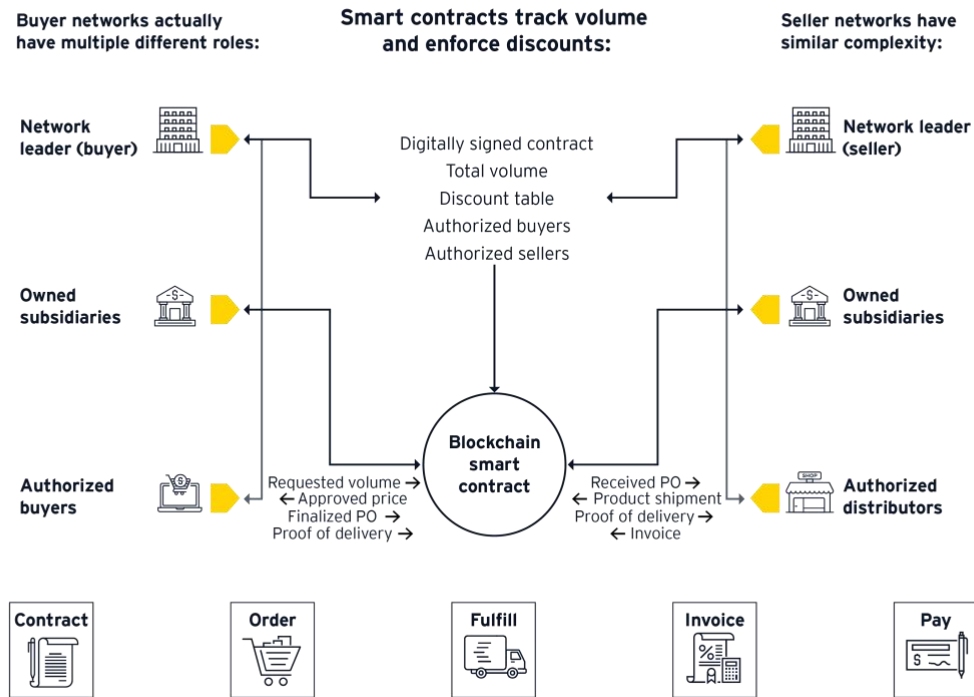 Buyer networks actually
have multiple different roles:
Smart contracts track volume
and enforce discounts:
Seller networks have
similar complexity:
Network
leader (buyer)
Digitally signed contract
Total volume
Discount table
Authorized buyers
Authorized sellers
Network leader
(seller)
Owned
subsidiaries
-$-
-$-
Owned
subsidiaries
Blockchain
smart
contract
Authorized
buyers
$
Requested volume →
← Approved price
Finalized PO →
Proof of delivery →
Received PO →
← Product shipment
Proof of delivery →
← Invoice
SHOP
Authorized
distributors
Contract
Order
Fulfill
Invoice
%
Pay
$